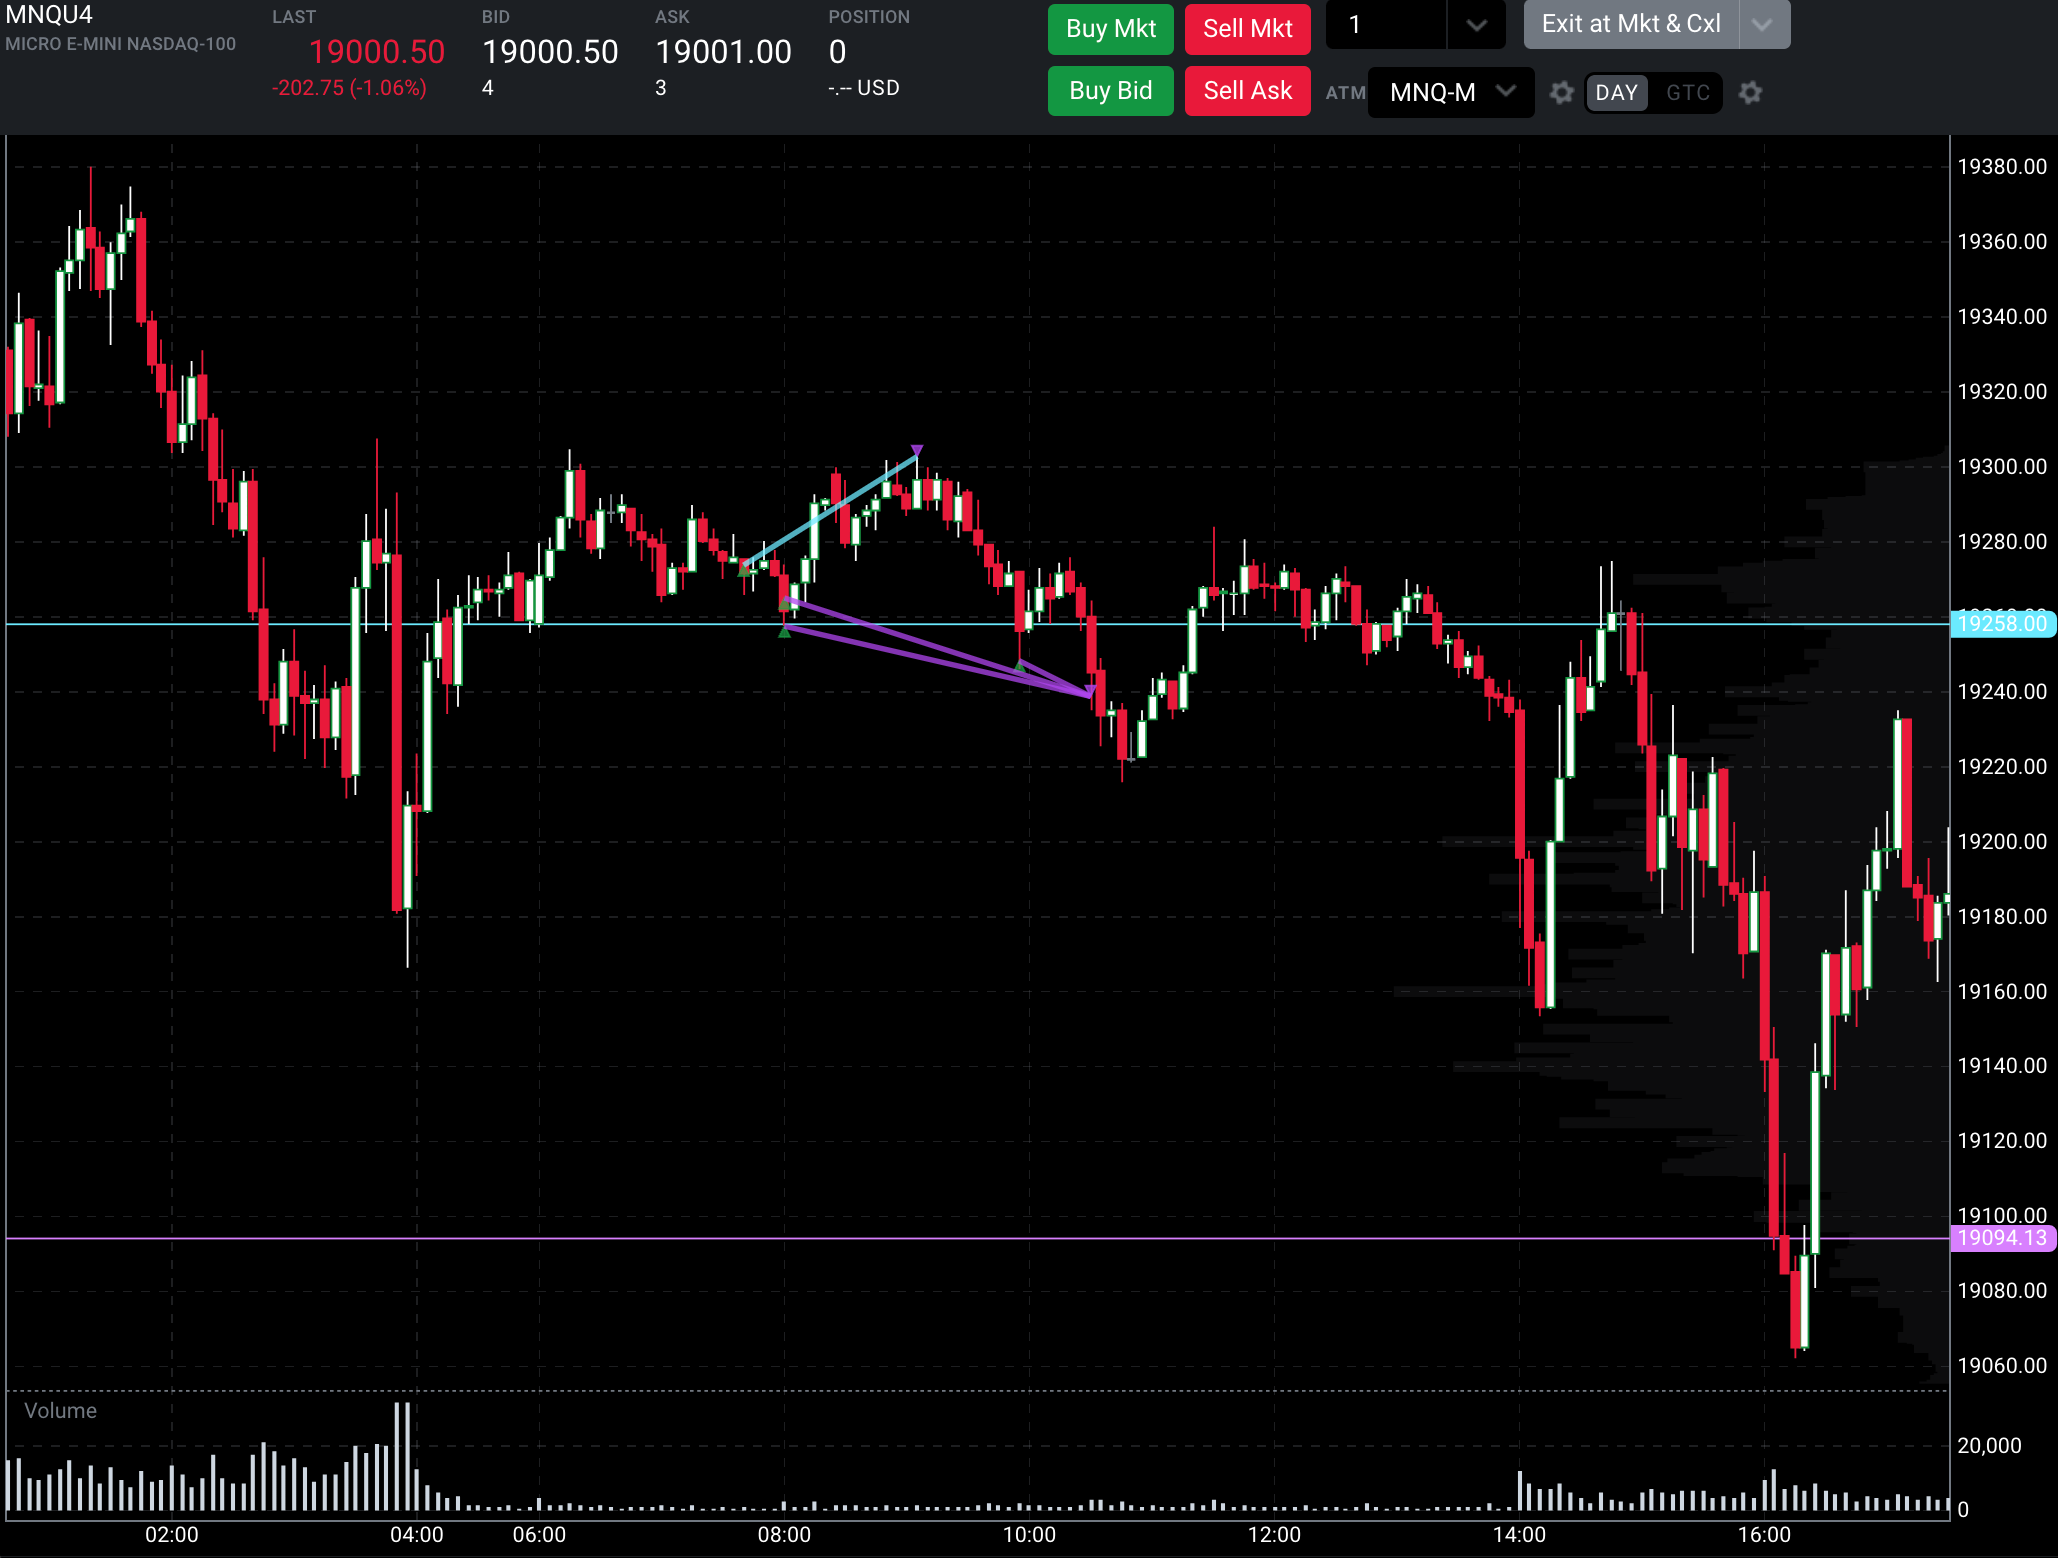 MNQU4
MICRO E-MINI NASDAQ-100
LAST
19000.50
-202.75 (-1.06%)
BID
19000.50
4
ASK
19001.00
3
POSITION
0
-.-- USD
Buy Mkt
Sell Mkt
1
Exit at Mkt & Cxl
Buy Bid
Sell Ask
ATM
MNQ-M
DAY
GTC
19380.00
19360.00
19340.00
19320.00
19300.00
19280.00
19260.00
19258.00
19240.00
19220.00
19200.00
19180.00
19160.00
19140.00
19120.00
19100.00
19094.13
19080.00
19060.00
Volume
20,000
0
02:00
04:00
06:00
08:00
10:00
12:00
14:00
16:00